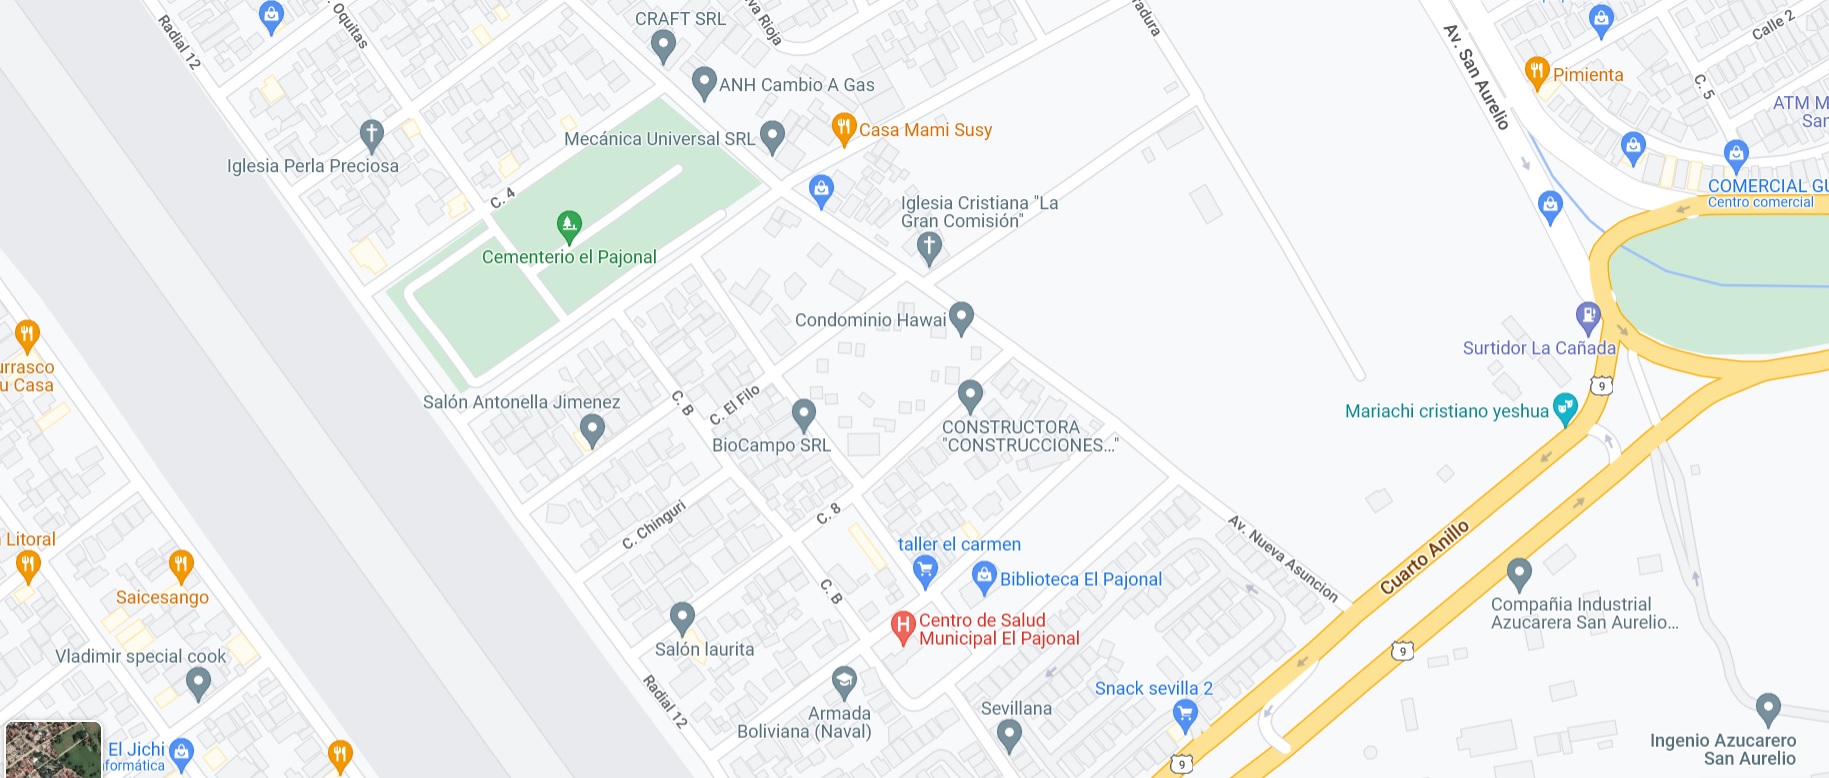 Radial 12
Oquitas
CRAFT SRL
va Rioja
radura
Av. San Aurelio
Calle 2
C. 5
Pimienta
ANH Cambio A Gas
Casa Mami Susy
Mecánica Universal SRL
ATM M
San
Iglesia Perla Preciosa
C. 4
COMERCIAL GU
Centro comercial
Iglesia Cristiana "La
Gran Comisión"
Cementerio el Pajonal
Condominio Hawai
Surtidor La Cañada
9
urrasco
u Casa
Salón Antonella Jimenez
C. B
C. El Filo
Mariachi cristiano yeshua
BioCampo SRL
CONSTRUCTORA
"CONSTRUCCIONES…"
C. Chinguri
C. 8
Litoral
taller el carmen
Av. Nueva Asuncion
Cuarto Anillo
Biblioteca El Pajonal
Saicesango
C. B
H
Centro de Salud
Municipal El Pajonal
Compañia Industrial
Azucarera San Aurelio…
Vladimir special cook
Salón laurita
9
Radial 12
Snack sevilla 2
Sevillana
Armada
Boliviana (Naval)
El Jichi
formática
Ingenio Azucarero
San Aurelio
9